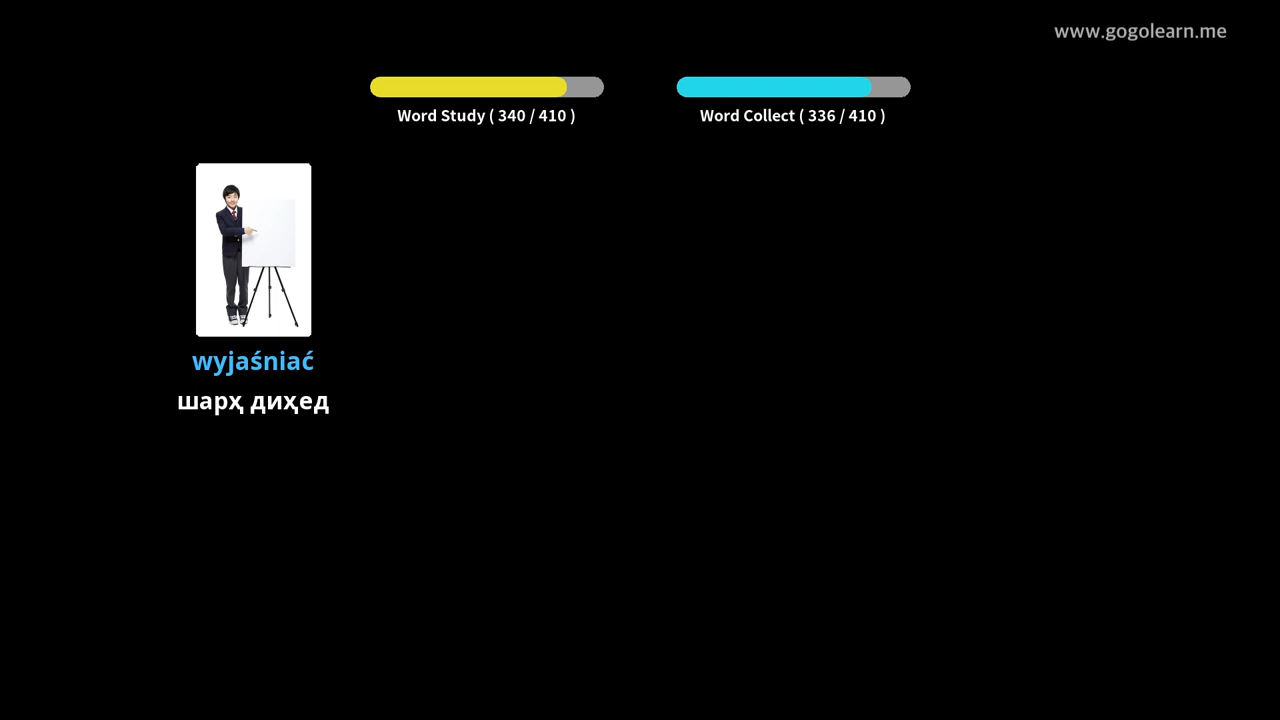 www.gogolearn.me
Word Study ( 340 / 410 )
Word Collect ( 336 / 410 )
wyjaśniać
шарҳ диҳед